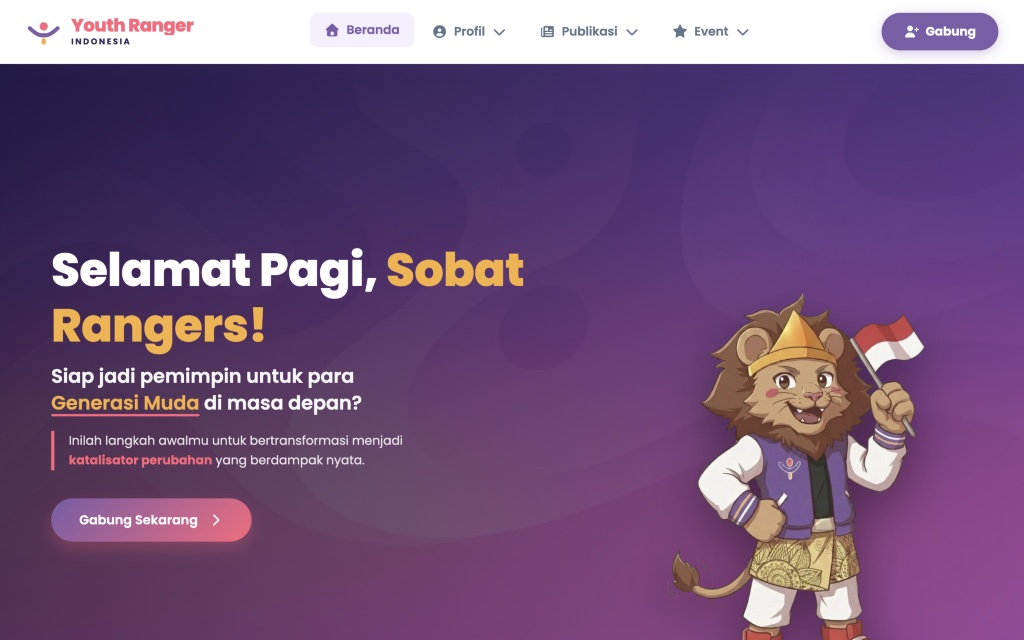 Youth Ranger
INDONESIA
Beranda
Profil
Publikasi
Event
Gabung
Selamat Pagi, Sobat
Rangers!
Siap jadi pemimpin untuk para
Generasi Muda di masa depan?
Inilah langkah awalmu untuk bertransformasi menjadi
katalisator perubahan yang berdampak nyata.
Gabung Sekarang